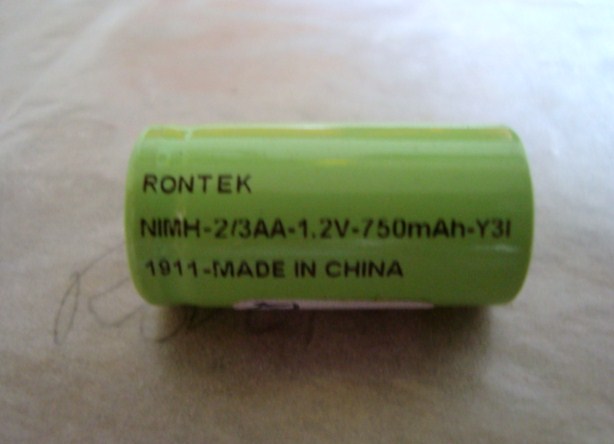 RONTEK
NIMH-2/3AA-1.2V-750mAh-Y3I
1911-MADE IN CHINA